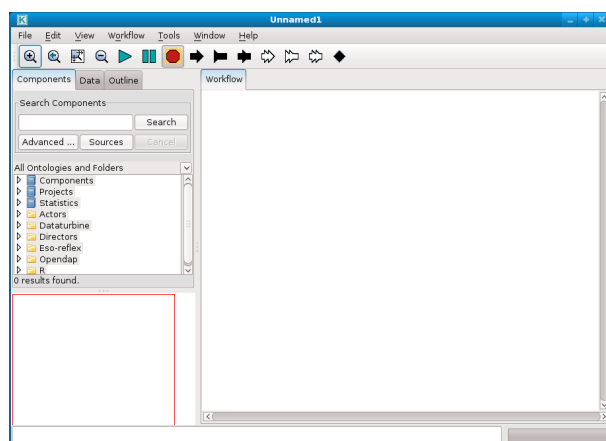 Unnamed1
File Edit View Workflow Tools Window Help
Components Data Outline
Workflow
Search Components
Search
Advanced ... Sources Cancel
All Ontologies and Folders
Components
Projects
Statistics
Actors
Dataturbine
Directors
Eso-reflex
Opendap
R
0 results found.